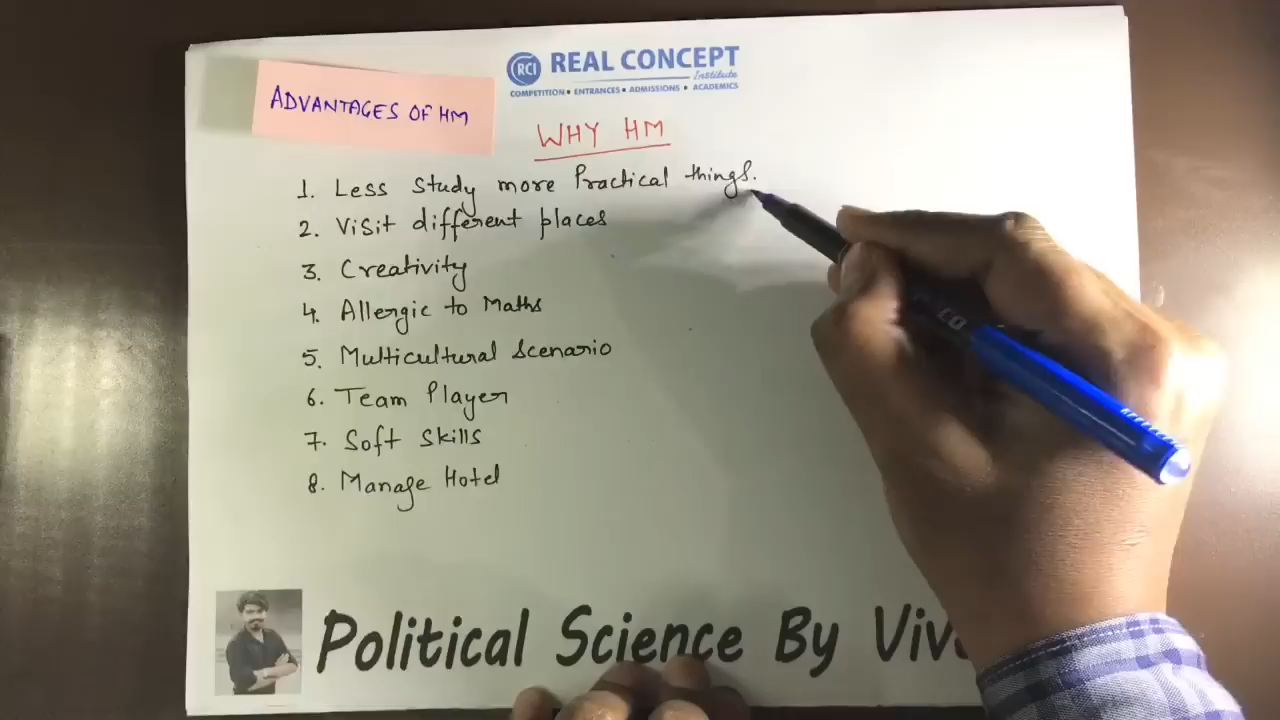 RCI REAL CONCEPT
Institute
COMPETITION • ENTRANCES • ADMISSIONS • ACADEMICS
ADVANTAGES OF HM
WHY HM
1. Less Study more Practical things.
2. Visit different places
3. Creativity
4. Allergic to Maths
5. Multicultural Scenario
6. Team Player
7. Soft Skills
8. Manage Hotel
Political Science By